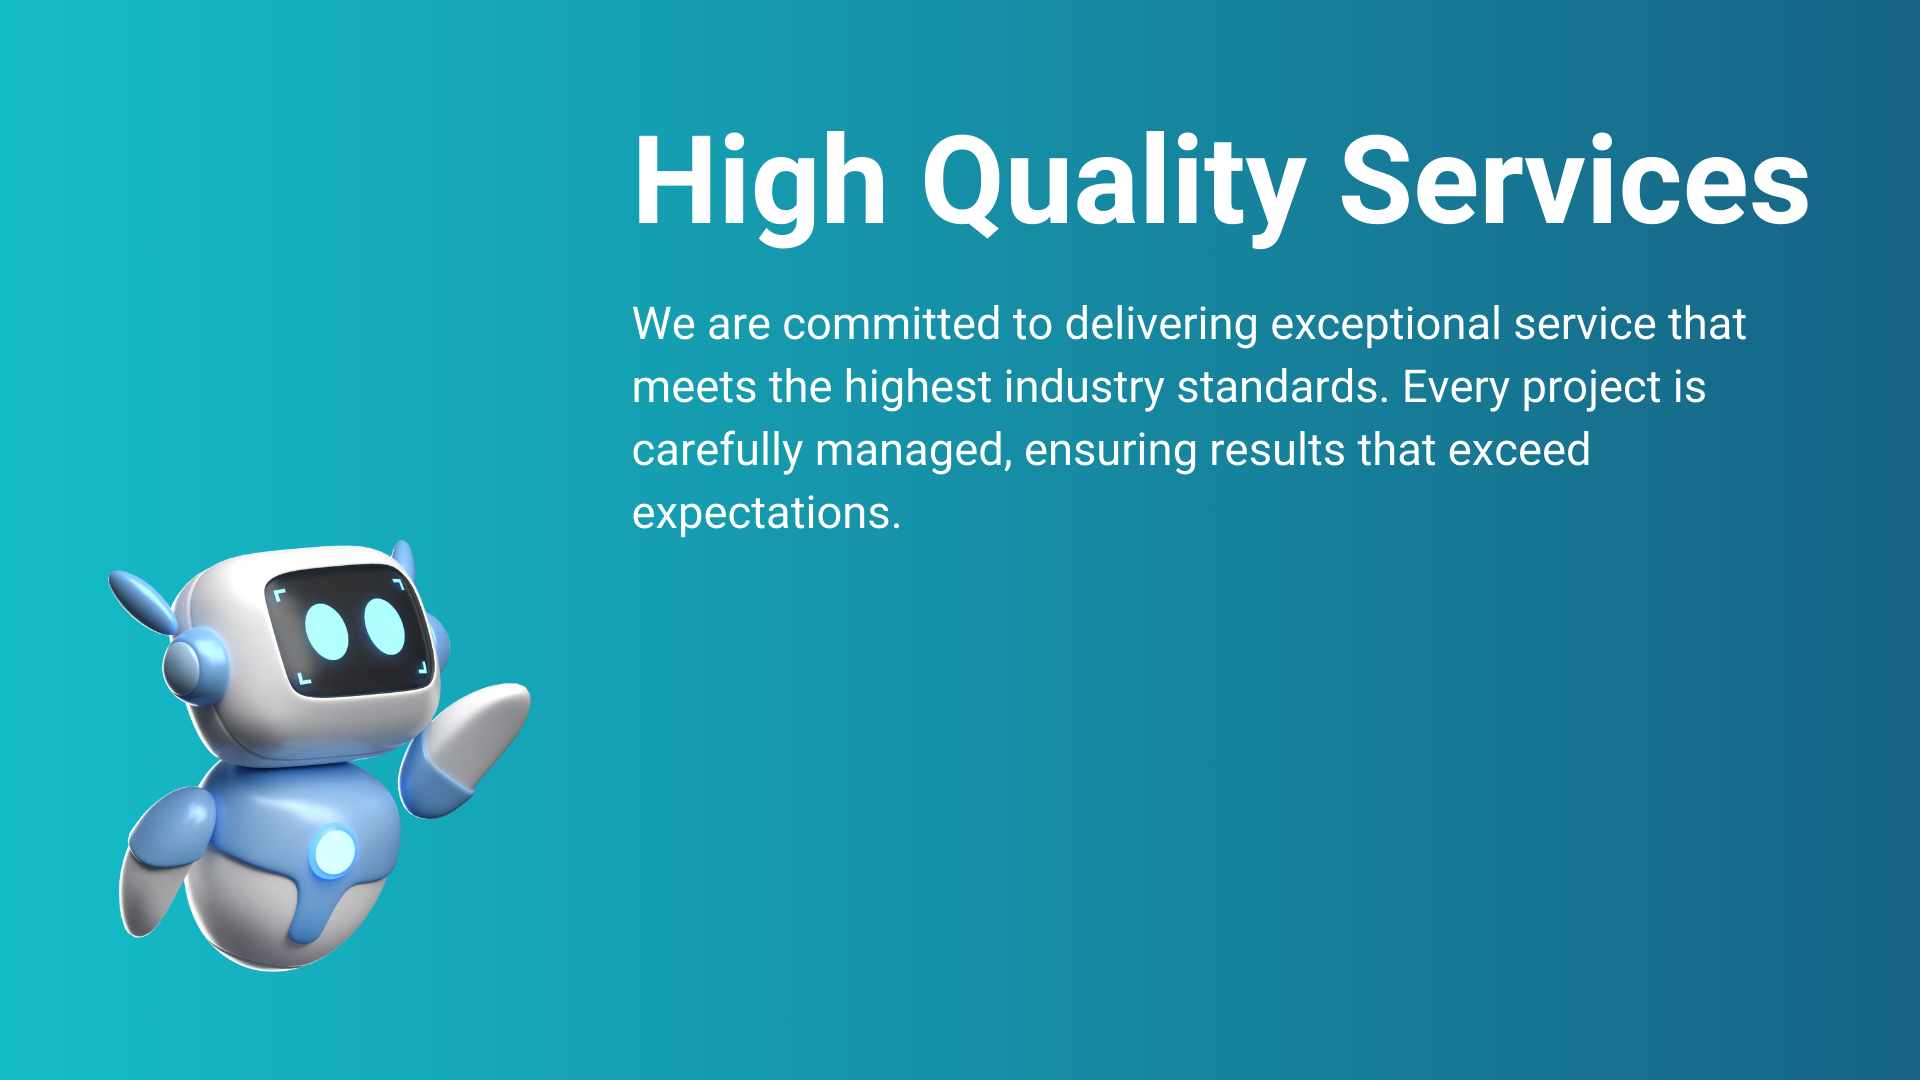 High Quality Services
We are committed to delivering exceptional service that
meets the highest industry standards. Every project is
carefully managed, ensuring results that exceed
expectations.